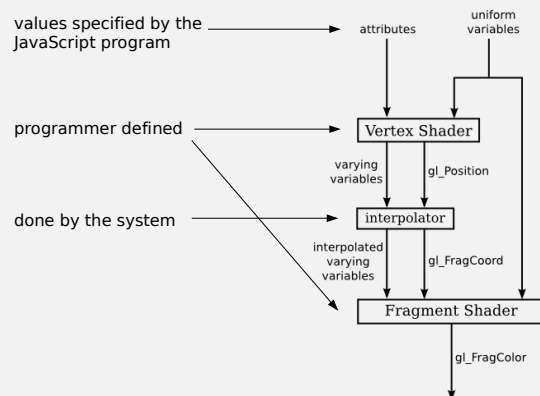 values specified by the
JavaScript program
attributes
uniform
variables
programmer defined
Vertex Shader
varying
variables
gl_Position
done by the system
interpolator
interpolated
varying
variables
gl_FragCoord
Fragment Shader
gl_FragColor